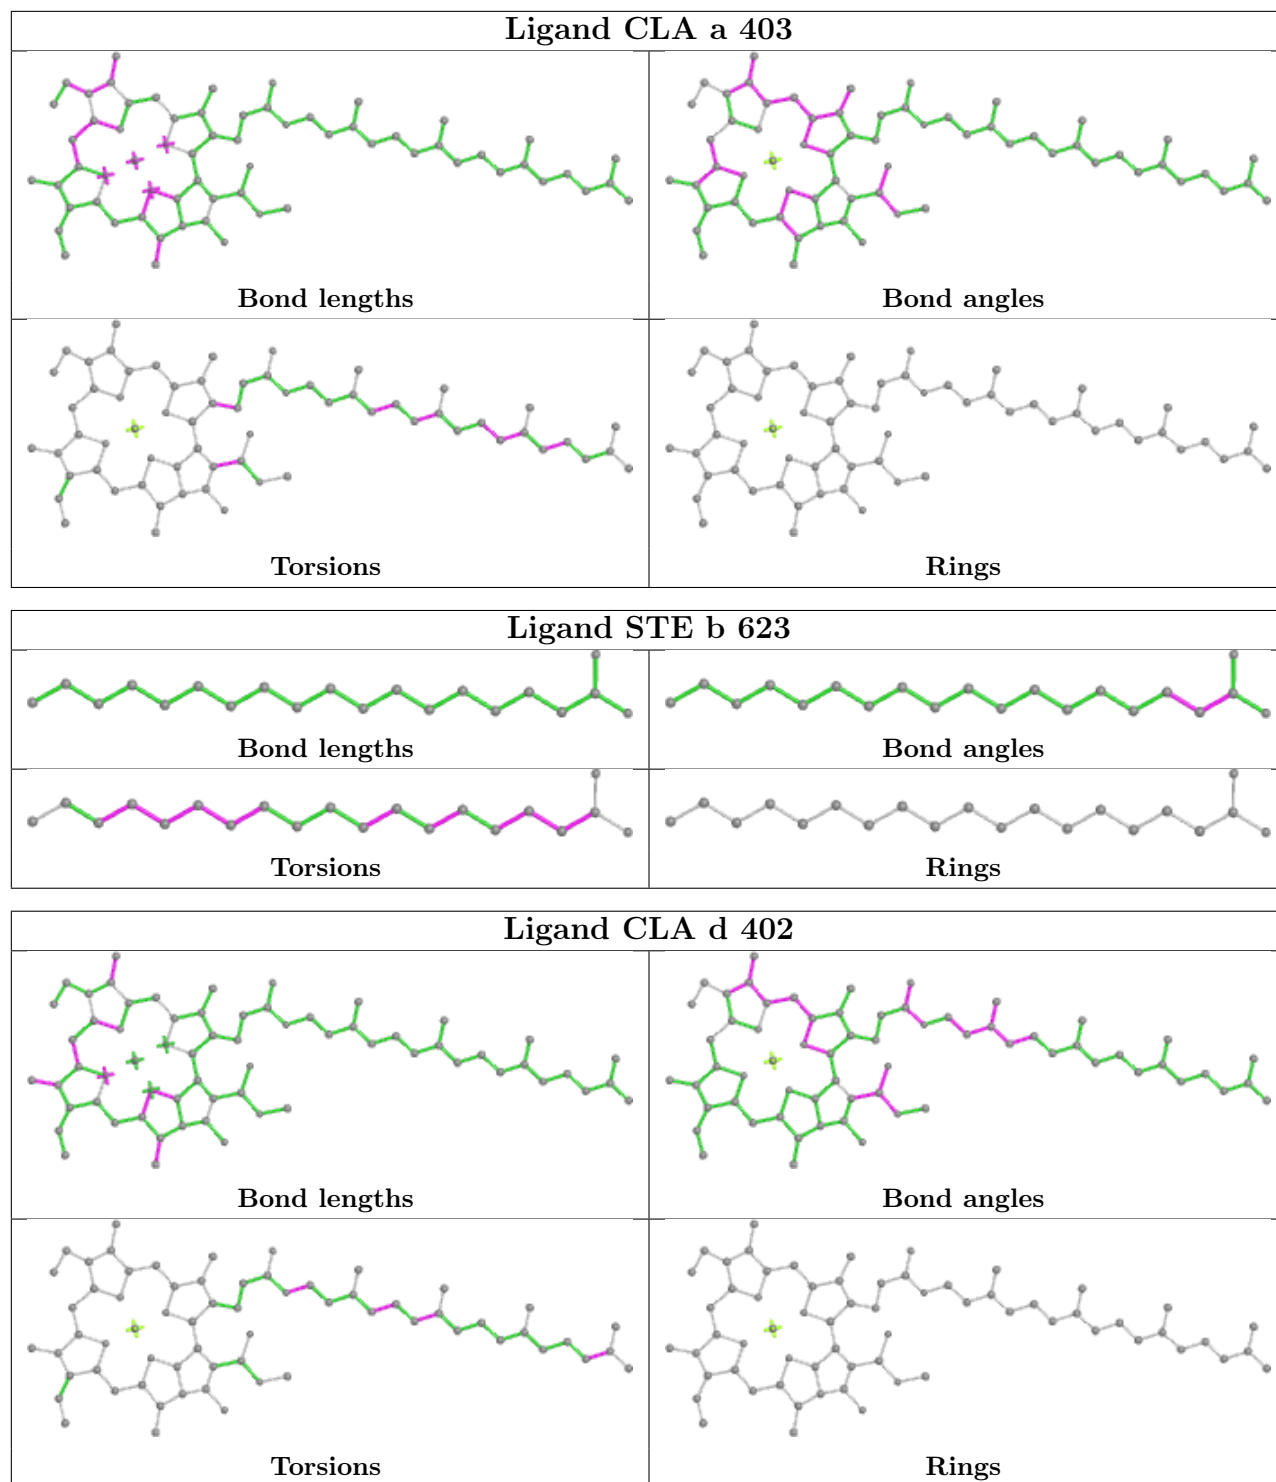 Ligand CLA a 403
Bond lengths
Bond angles
Torsions
Rings
Ligand STE b 623
Bond lengths
Bond angles
Torsions
Rings
Ligand CLA d 402
Bond lengths
Bond angles
Torsions
Rings